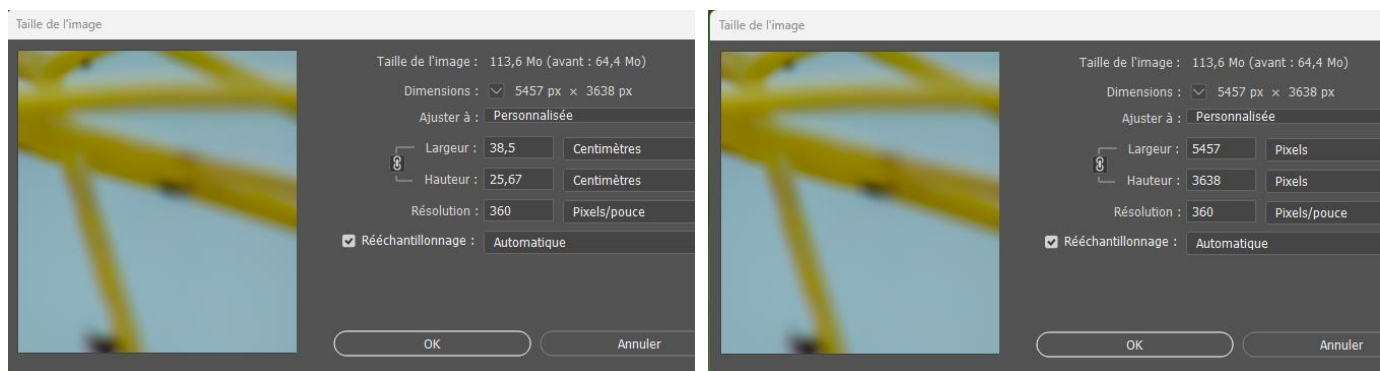 Taille de l'image
Taille de l'image : 113,6 Mo (avant : 64,4 Mo)
Dimensions : 5457 px × 3638 px
Ajuster à : Personnalisée
Largeur : 38,5 Centimètres
Hauteur : 25,67 Centimètres
Résolution : 360 Pixels/pouce
Rééchantillonnage : Automatique
OK Annuler
Taille de l'image
Taille de l'image : 113,6 Mo (avant : 64,4 Mo)
Dimensions : 5457 px × 3638 px
Ajuster à : Personnalisée
Largeur : 5457 Pixels
Hauteur : 3638 Pixels
Résolution : 360 Pixels/pouce
Rééchantillonnage : Automatique
OK Annuler